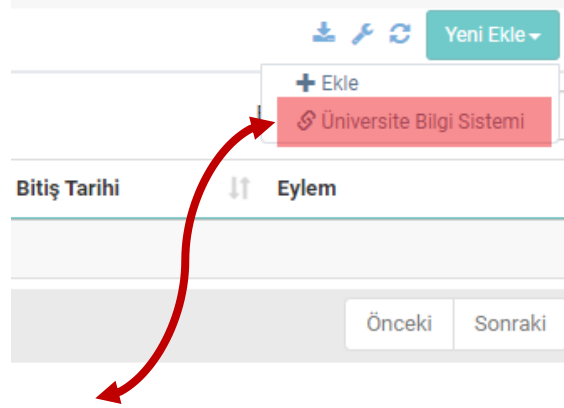 Yeni Ekle
Ekle
Üniversite Bilgi Sistemi
Bitiş Tarihi Eylem
Önceki Sonraki